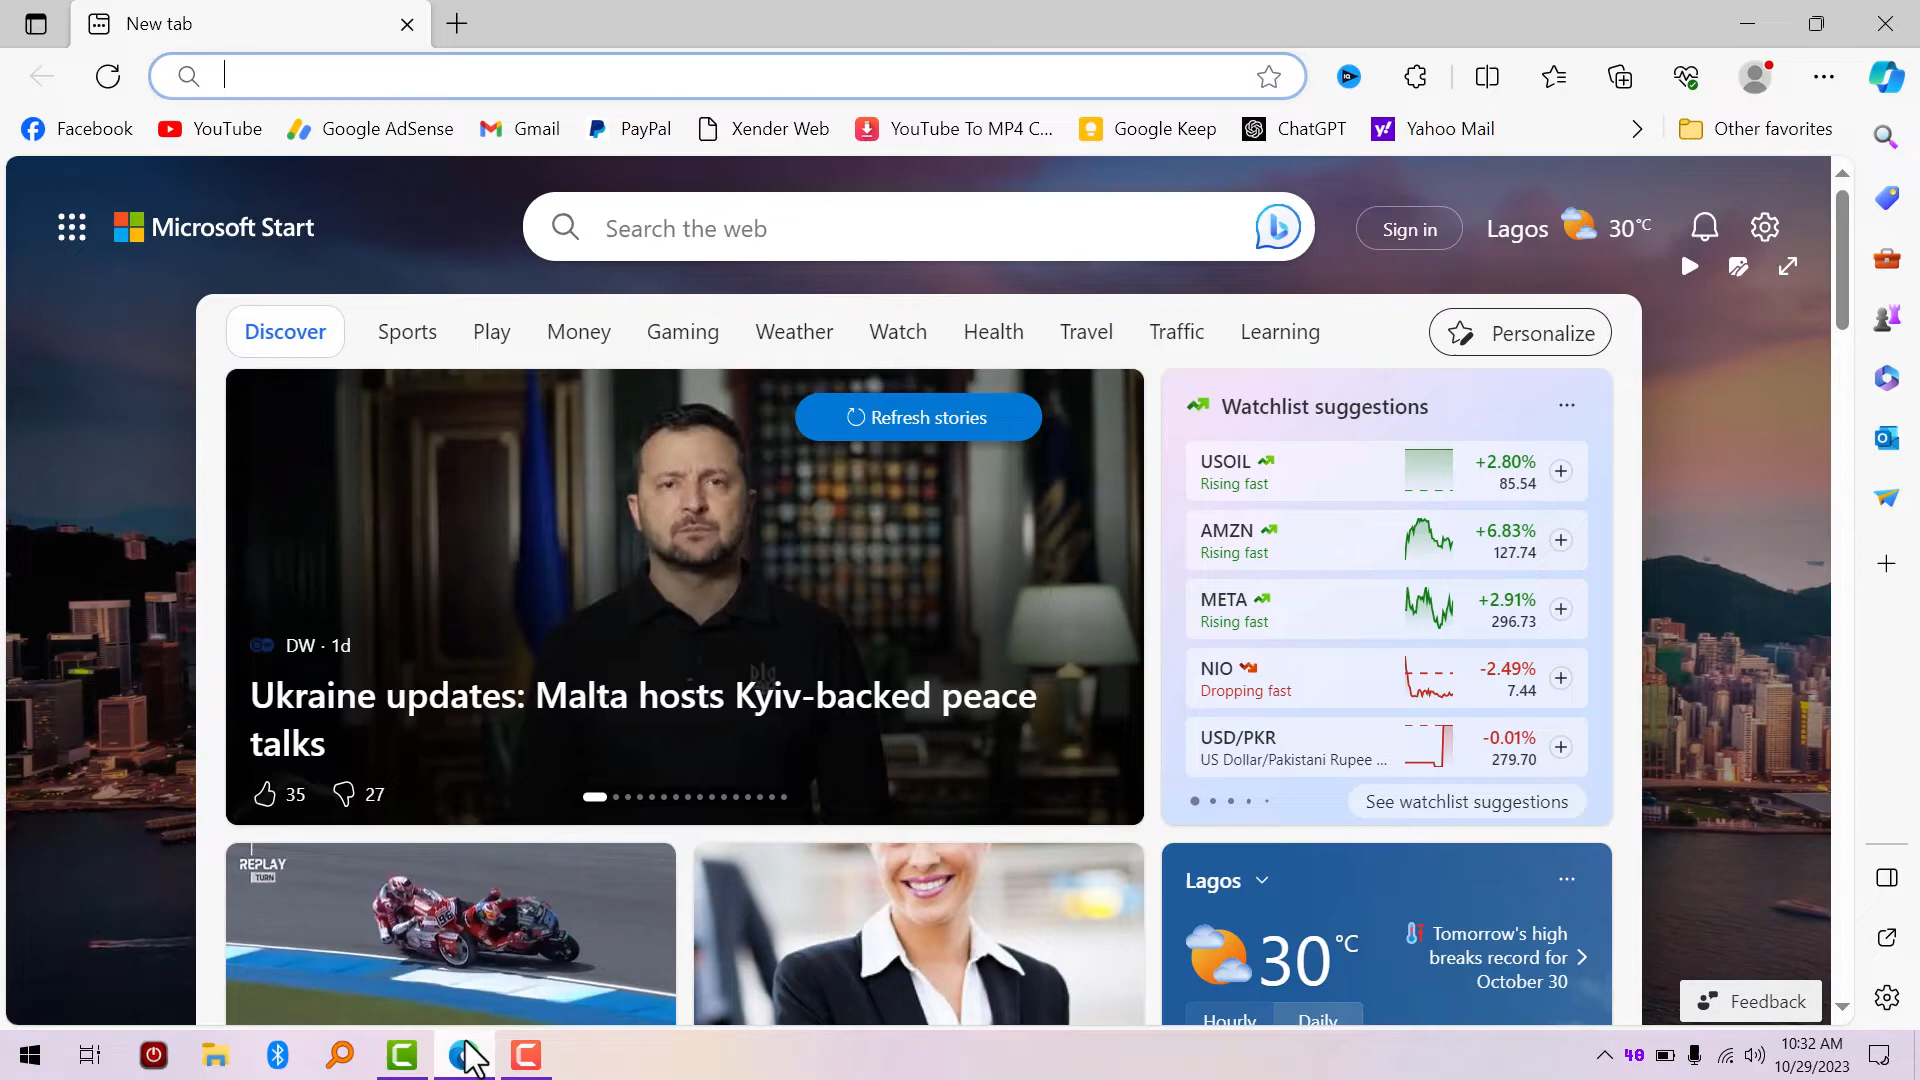 New tab
Facebook
YouTube
Google AdSense
Gmail
PayPal
Xender Web
YouTube To MP4 C...
Google Keep
ChatGPT
Yahoo Mail
Other favorites
Microsoft Start
Search the web
Sign in
Lagos
30°C
Discover
Sports
Play
Money
Gaming
Weather
Watch
Health
Travel
Traffic
Learning
Personalize
Refresh stories
DW · 1d
Ukraine updates: Malta hosts Kyiv-backed peace
talks
35
27
Watchlist suggestions
USOIL
+2.80%
Rising fast
85.54
AMZN
+6.83%
Rising fast
127.74
META
+2.91%
Rising fast
296.73
NIO
-2.49%
Dropping fast
7.44
USD/PKR
-0.01%
US Dollar/Pakistani Rupee ...
279.70
See watchlist suggestions
REPLAY
TURN
Lagos
30°C
Tomorrow's high
breaks record for
October 30
Hourly
Daily
Feedback
48
10:32 AM
10/29/2023